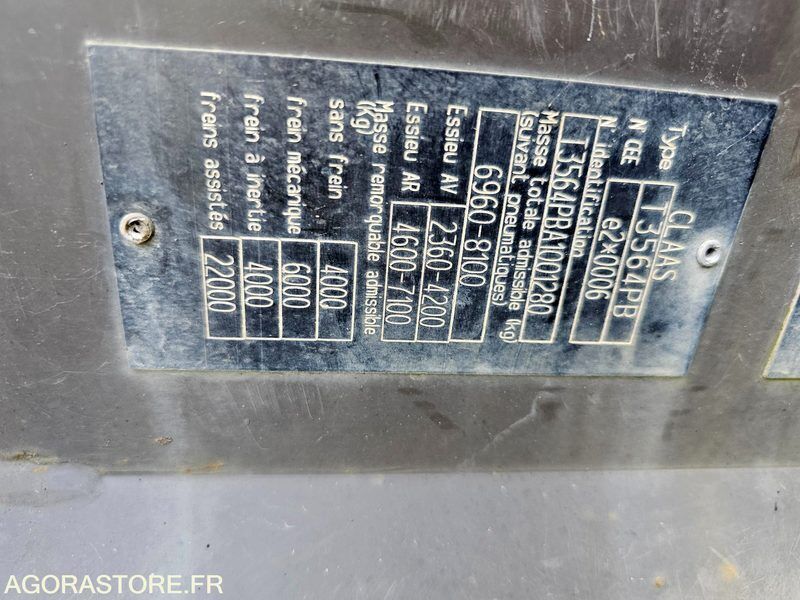 CLAAS
Type T3564PB
N° CEE e2*0006
N° identification
T3564PBA1001280
Masse totale admissible (kg)
(suivant pneumatiques)
6960-8100
Essieu AV 2360-4200
Essieu AR 4600-7100
Masse remorquable admissible
(kg)
sans frein 4000
frein mécanique 6000
frein à inertie 4000
freins assistés 22000
AGORASTORE.FR